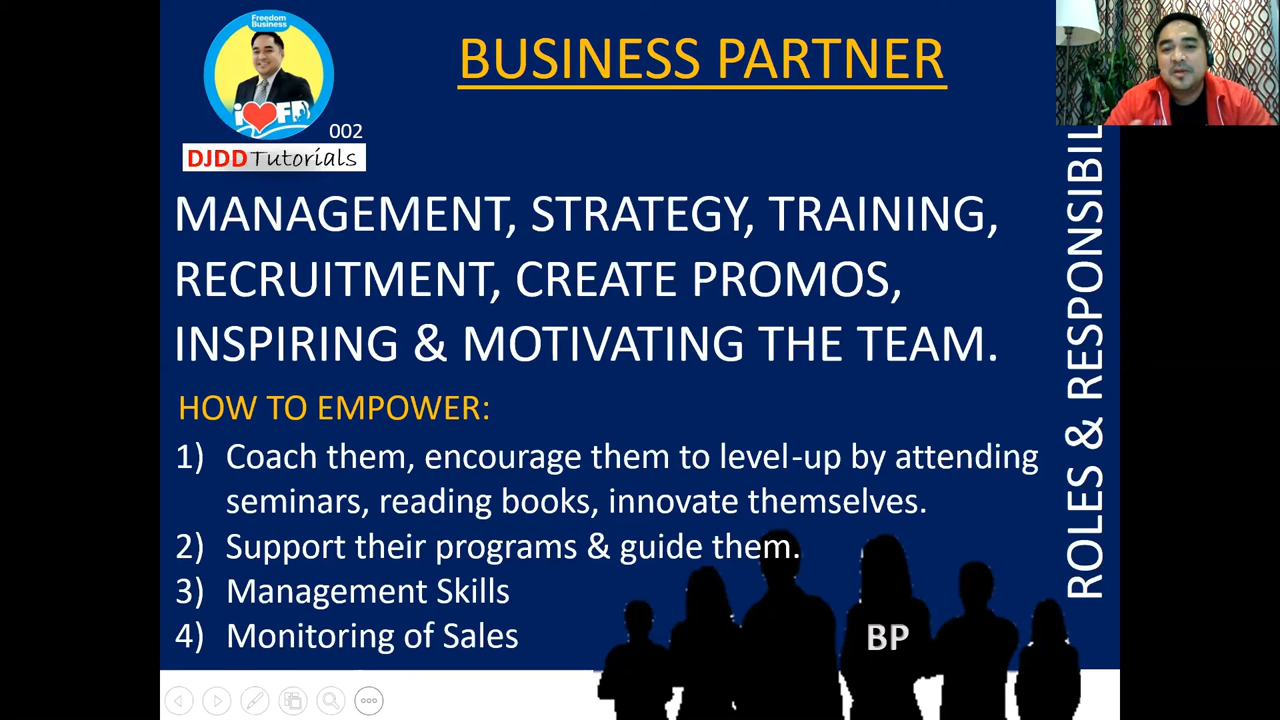 Freedom
Business
BUSINESS PARTNER
002
DJDD Tutorials
MANAGEMENT, STRATEGY, TRAINING,
RECRUITMENT, CREATE PROMOS,
INSPIRING & MOTIVATING THE TEAM.
HOW TO EMPOWER:
1) Coach them, encourage them to level-up by attending
seminars, reading books, innovate themselves.
2) Support their programs & guide them.
3) Management Skills
4) Monitoring of Sales
BP
ROLES & RESPONSIBIL